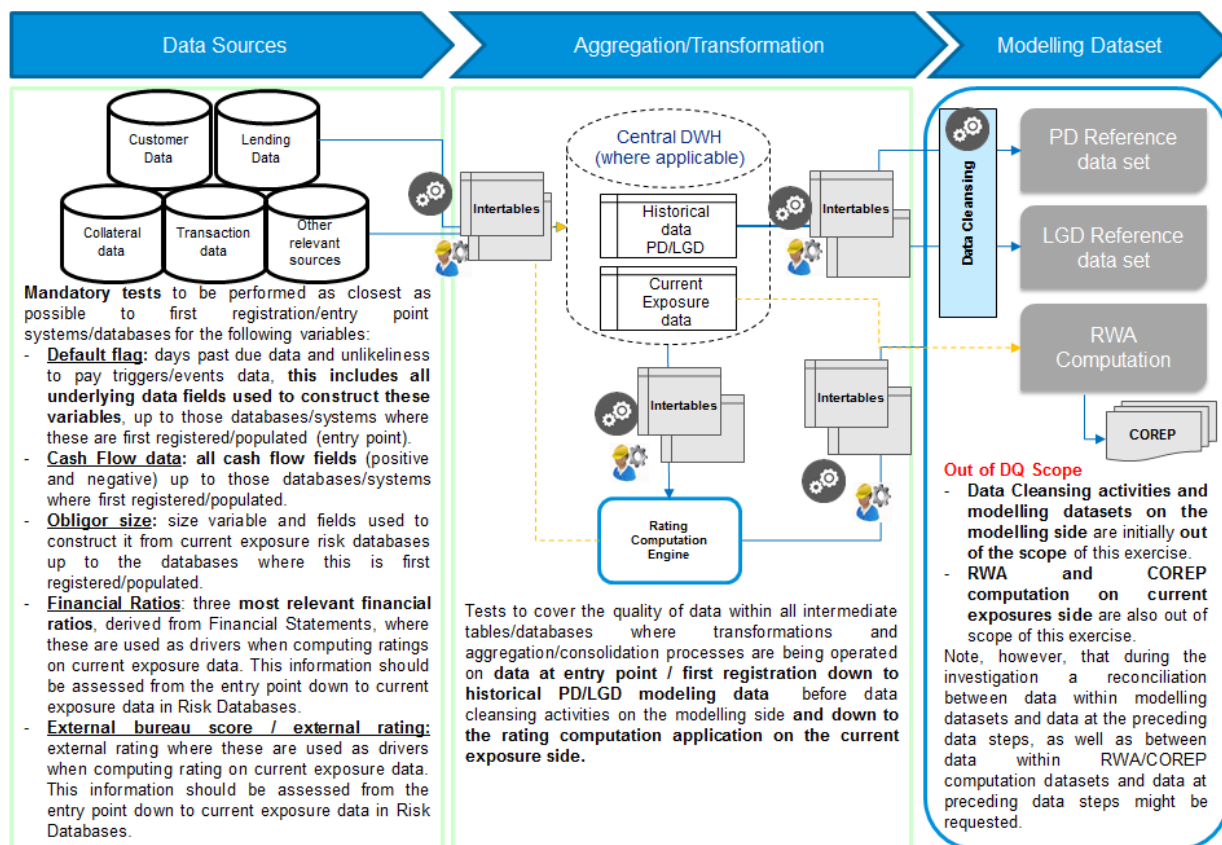 Data Sources
Aggregation/Transformation
Modelling Dataset
Customer
Data
Lending
Data
Collateral
data
Transaction
data
Other
relevant
sources
Mandatory tests to be performed as closest as
possible to first registration/entry point
systems/databases for the following variables:
- Default flag: days past due data and unlikeliness
to pay triggers/events data, this includes all
underlying data fields used to construct these
variables, up to those databases/systems where
these are first registered/populated (entry point).
- Cash Flow data: all cash flow fields (positive
and negative) up to those databases/systems
where first registered/populated.
- Obligor size: size variable and fields used to
construct it from current exposure risk databases
up to the databases where this is first
registered/populated.
- Financial Ratios: three most relevant financial
ratios, derived from Financial Statements, where
these are used as drivers when computing ratings
on current exposure data. This information should
be assessed from the entry point down to current
exposure data in Risk Databases.
- External bureau score / external rating:
external rating where these are used as drivers
when computing rating on current exposure data.
This information should be assessed from the
entry point down to current exposure data in Risk
Databases.
Intertables
Central DWH
(where applicable)
Historical
data
PD/LGD
Current
Exposure
data
Intertables
Intertables
Intertables
Rating
Computation
Engine
Tests to cover the quality of data within all intermediate
tables/databases where transformations and
aggregation/consolidation processes are being operated
on data at entry point / first registration down to
historical PD/LGD modeling data before data
cleansing activities on the modelling side and down to
the rating computation application on the current
exposure side.
Data Cleansing
PD Reference
data set
LGD Reference
data set
RWA
Computation
COREP
Out of DQ Scope
- Data Cleansing activities and
modelling datasets on the
modelling side are initially out
of the scope of this exercise.
- RWA and COREP
computation on current
exposures side are also out of
scope of this exercise.
Note, however, that during the
investigation a reconciliation
between data within modelling
datasets and data at the preceding
data steps, as well as between
data within RWA/COREP
computation datasets and data at
preceding data steps might be
requested.